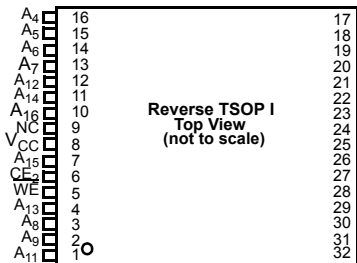 A4 16 17
A5 15 18
A6 14 19
A7 13 20
A12 12 21
A14 11 22
A16 10 Reverse TSOP I 23
NC 9 Top View 24
VCC 8 (not to scale) 25
A15 7 26
CE2 6 27
WE 5 28
A13 4 29
A8 3 30
A9 2 31
A11 1 32